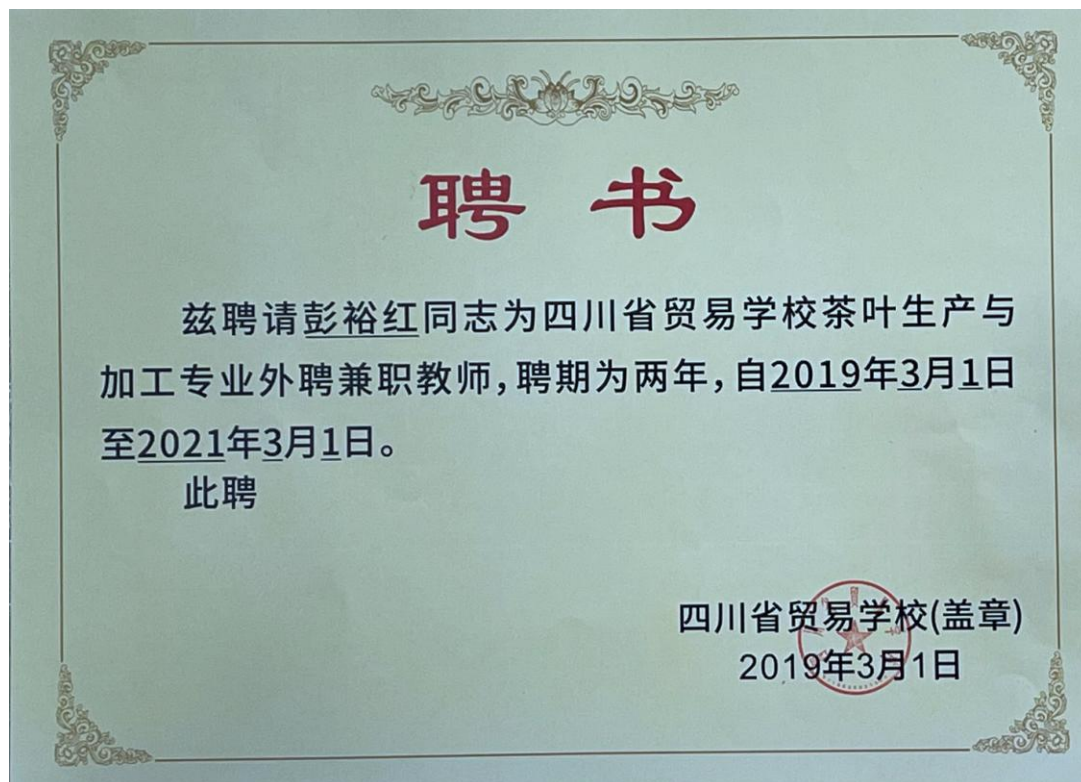 聘 书
兹聘请彭裕红同志为四川省贸易学校茶叶生产与
加工专业外聘兼职教师,聘期为两年,自2019年3月1日
至2021年3月1日。
此聘
四川省贸易学校(盖章)
2019年3月1日